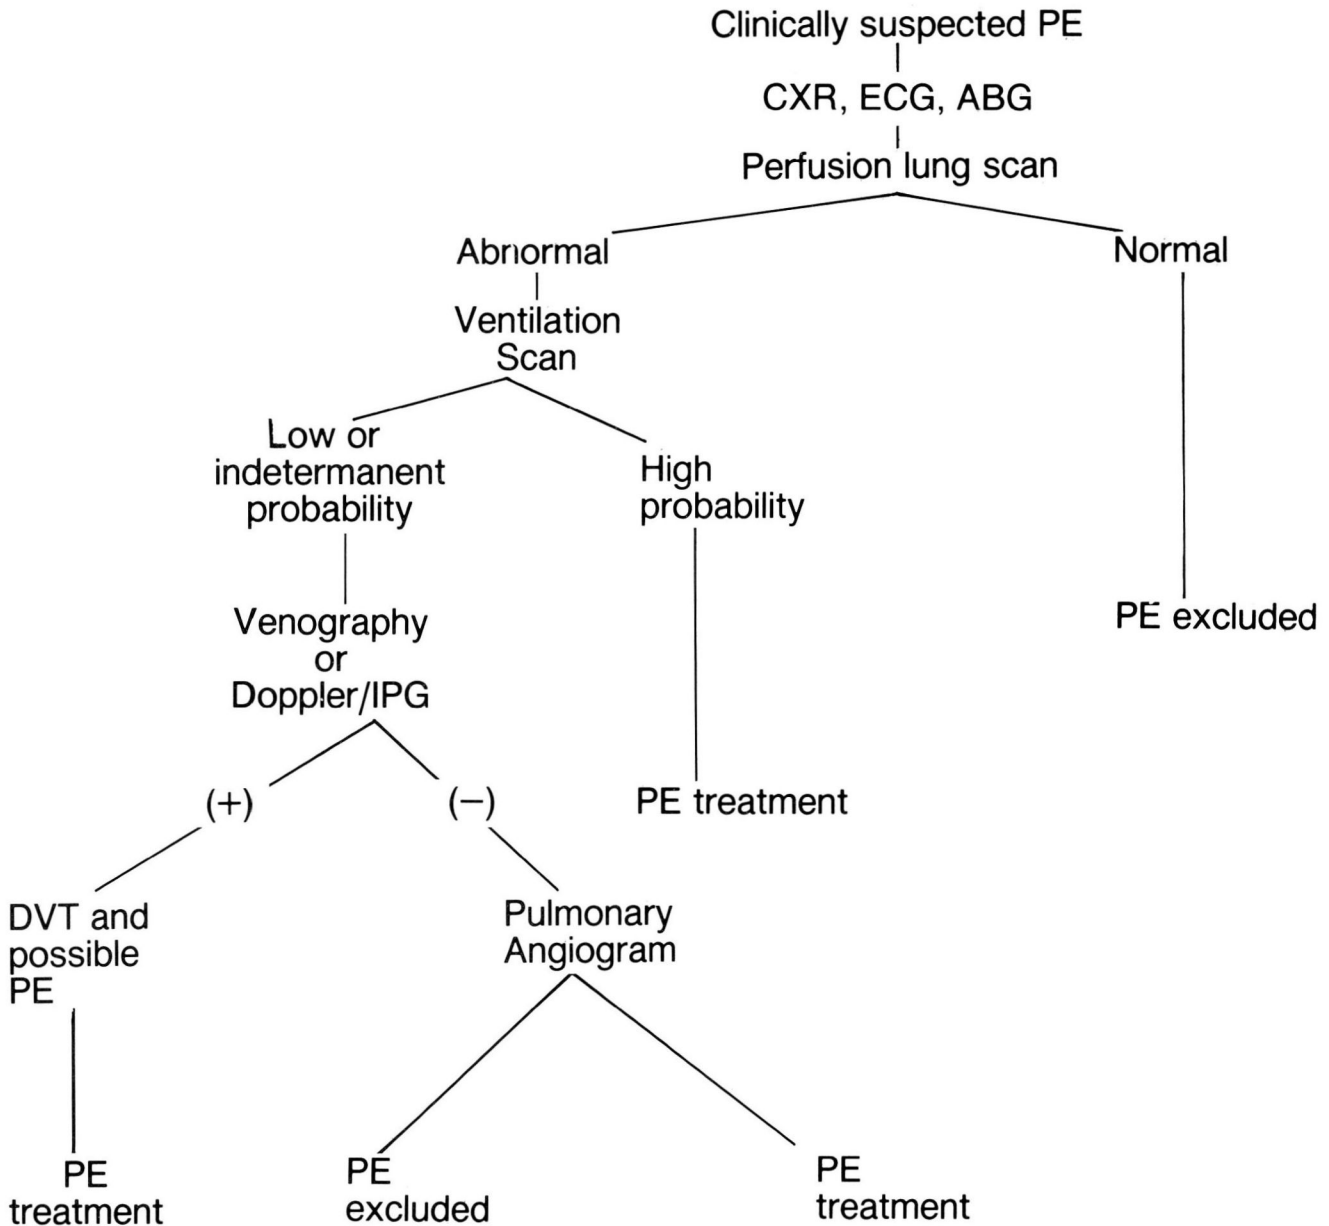 Clinically suspected PE
CXR, ECG, ABG
Perfusion lung scan
Abnormal
Normal
Ventilation
Scan
Low or
indetermanent
probability
High
probability
Venography
or
Doppler/IPG
PE excluded
(+)
(−)
PE treatment
DVT and
possible
PE
Pulmonary
Angiogram
PE
treatment
PE
excluded
PE
treatment